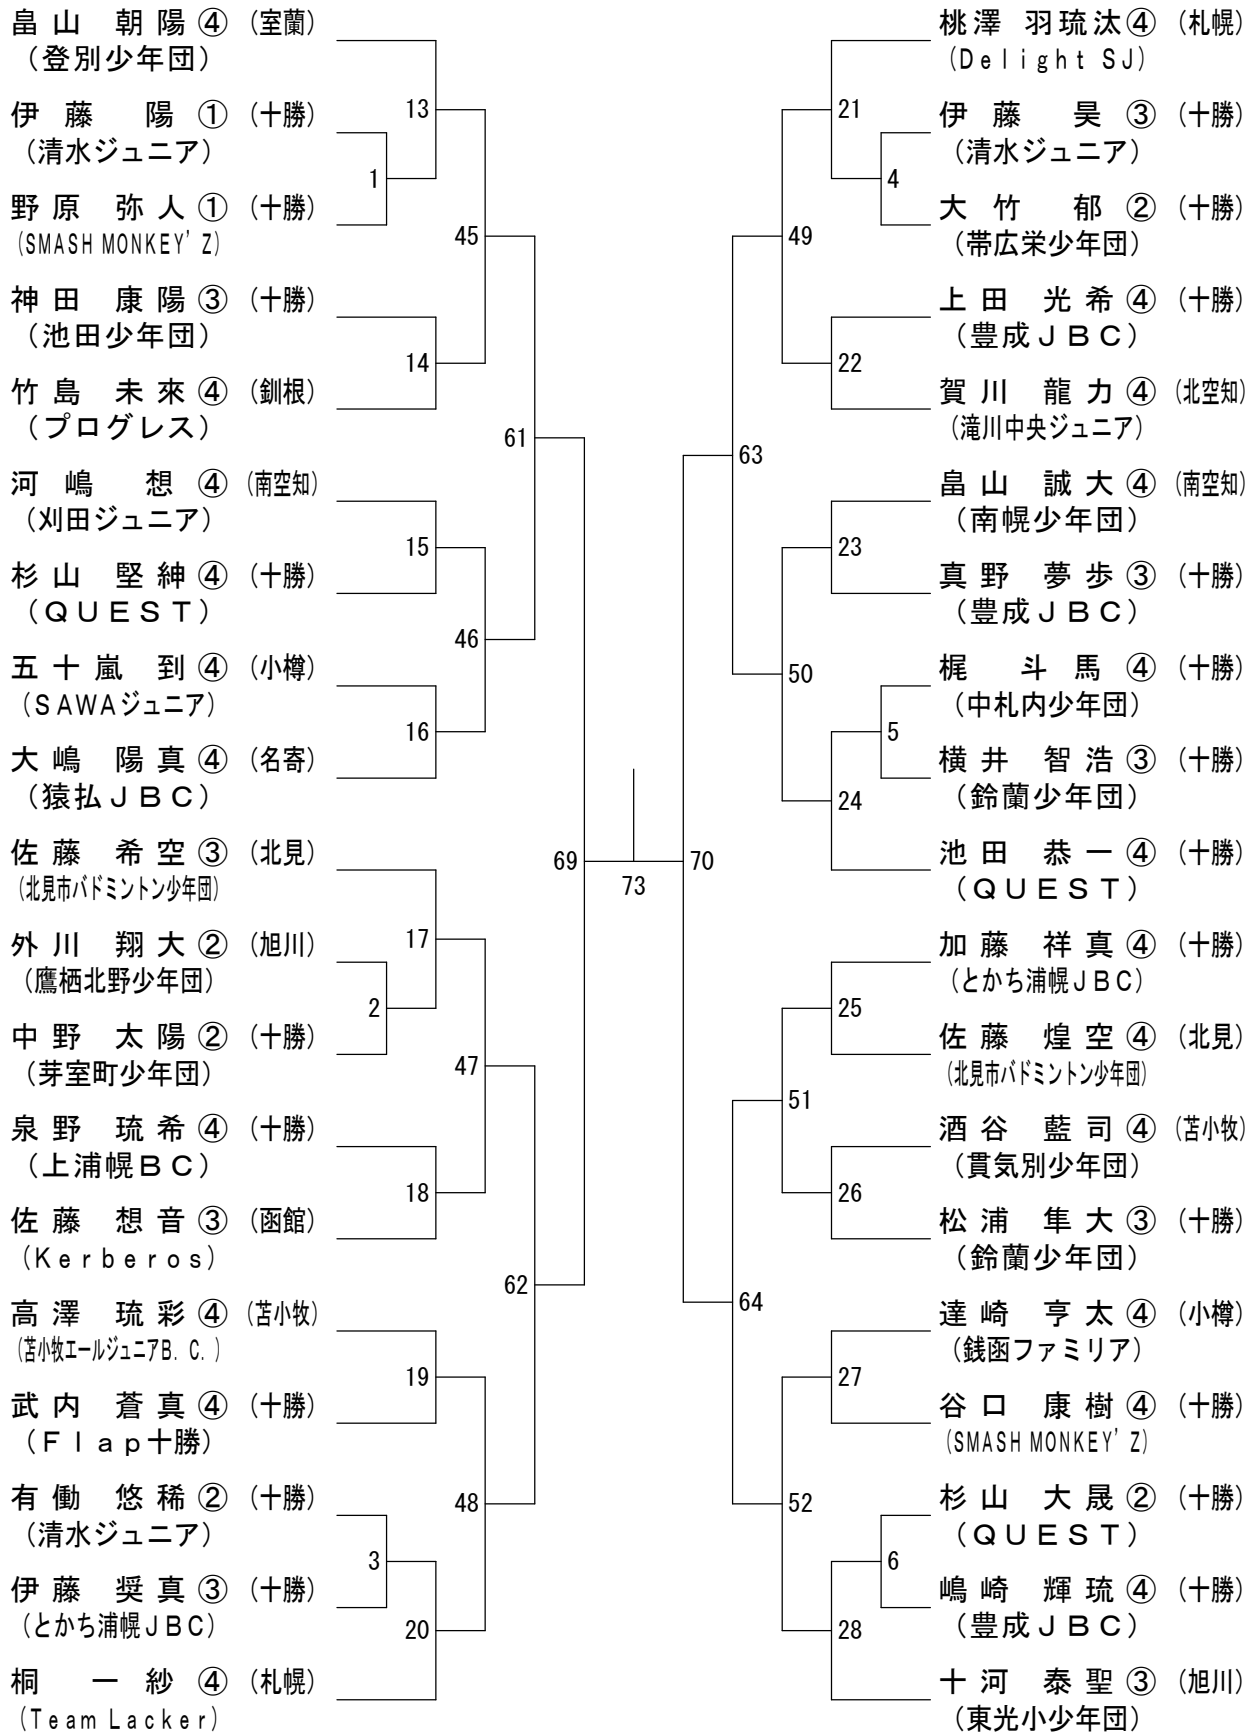 畠山 朝陽④ (室蘭)
(登別少年団)
伊藤 陽① (十勝)
(清水ジュニア)
野原 弥人① (十勝)
(SMASH MONKEY'Z)
神田 康陽③ (十勝)
(池田少年団)
竹島 未來④ (釧根)
(プログレス)
河嶋 想④ (南空知)
(刈田ジュニア)
杉山 堅紳④ (十勝)
(QUEST)
五十嵐 到④ (小樽)
(SAWAジュニア)
大嶋 陽真④ (名寄)
(猿払JBC)
佐藤 希空③ (北見)
(北見市バドミントン少年団)
外川 翔大② (旭川)
(鷹栖北野少年団)
中野 太陽② (十勝)
(芽室町少年団)
泉野 琉希④ (十勝)
(上浦幌BC)
佐藤 想音③ (函館)
(Kerberos)
高澤 琉彩④ (苫小牧)
(苫小牧エールジュニアB.C.)
武内 蒼真④ (十勝)
(Flap十勝)
有働 悠稀② (十勝)
(清水ジュニア)
伊藤 奨真③ (十勝)
(とかち浦幌JBC)
桐 一紗④ (札幌)
(Team Lacker)
13
1
45
14
61
15
46
16
69
17
2
47
18
62
19
48
3
20
73
70
21
4
49
22
63
23
50
5
24
25
51
26
64
27
52
6
28
桃澤 羽琉汰④ (札幌)
(Delight SJ)
伊藤 昊③ (十勝)
(清水ジュニア)
大竹 郁② (十勝)
(帯広栄少年団)
上田 光希④ (十勝)
(豊成JBC)
賀川 龍力④ (北空知)
(滝川中央ジュニア)
畠山 誠大④ (南空知)
(南幌少年団)
真野 夢歩③ (十勝)
(豊成JBC)
梶 斗馬④ (十勝)
(中札内少年団)
横井 智浩③ (十勝)
(鈴蘭少年団)
池田 恭一④ (十勝)
(QUEST)
加藤 祥真④ (十勝)
(とかち浦幌JBC)
佐藤 煌空④ (北見)
(北見市バドミントン少年団)
酒谷 藍司④ (苫小牧)
(貫気別少年団)
松浦 隼大③ (十勝)
(鈴蘭少年団)
達崎 亨太④ (小樽)
(銭函ファミリア)
谷口 康樹④ (十勝)
(SMASH MONKEY'Z)
杉山 大晟② (十勝)
(QUEST)
嶋崎 輝琉④ (十勝)
(豊成JBC)
十河 泰聖③ (旭川)
(東光小少年団)